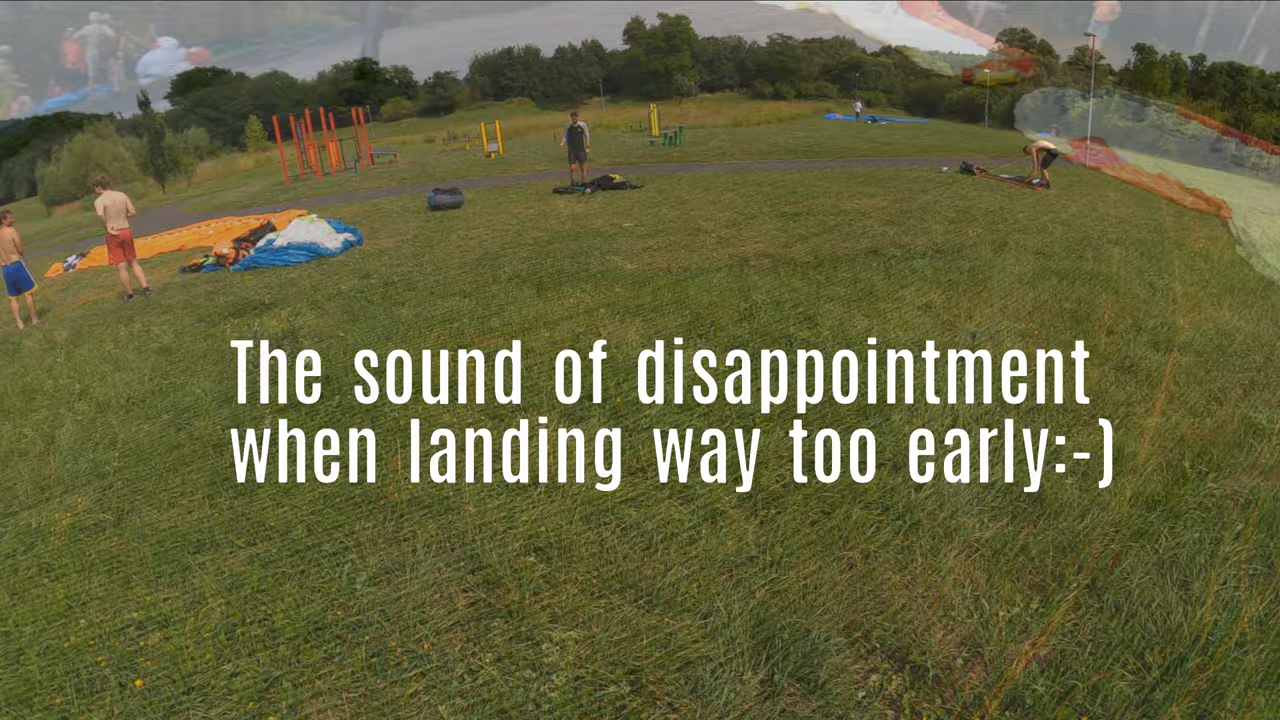 The sound of disappointment
when landing way too early:-)